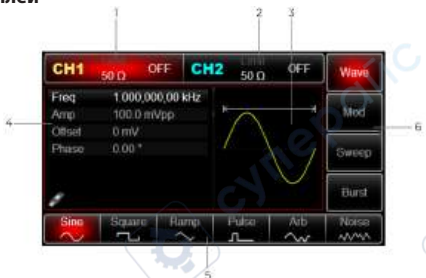 1 2 3
CH1 50 Ω OFF CH2 Limit 50 Ω OFF Wave
Freq 1.000,000,00 kHz
Amp 100.0 mVpp
Offset 0 mV
Phase 0.00 °
Mod
Sweep
Burst
4 6
Sine Square Ramp Pulse Arb Noise
5
суперайс